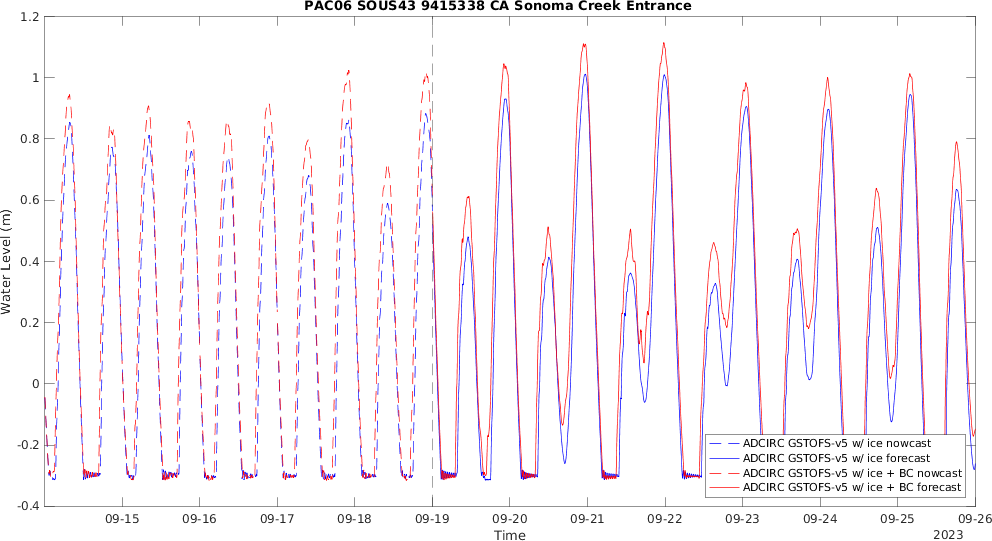 PAC06 SOUS43 9415338 CA Sonoma Creek Entrance
1.2
1
0.8
0.6
0.4
0.2
0
-0.2
-0.4
Water Level (m)
09-15 09-16 09-17 09-18 09-19 09-20 09-21 09-22 09-23 09-24 09-25 09-26
Time
2023
ADCIRC GSTOFS-v5 w/ ice nowcast
ADCIRC GSTOFS-v5 w/ ice forecast
ADCIRC GSTOFS-v5 w/ ice + BC nowcast
ADCIRC GSTOFS-v5 w/ ice + BC forecast